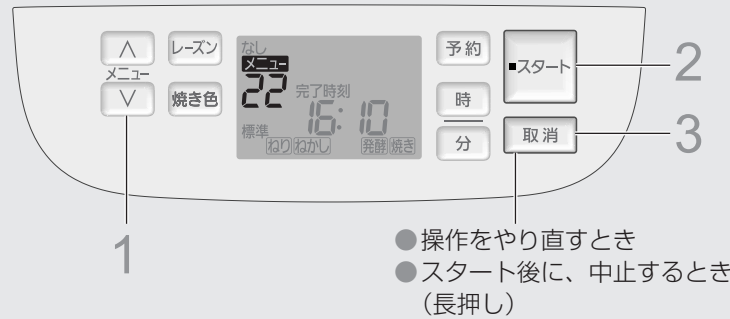 ∧
メニュー
∨
レーズン
焼き色
なし
メニュー
22
完了時刻
16:10
標準
ねり ねかし 発酵 焼き
予約
時
分
■スタート
取消
1
2
3
●操作をやり直すとき
●スタート後に、中止するとき
（長押し）